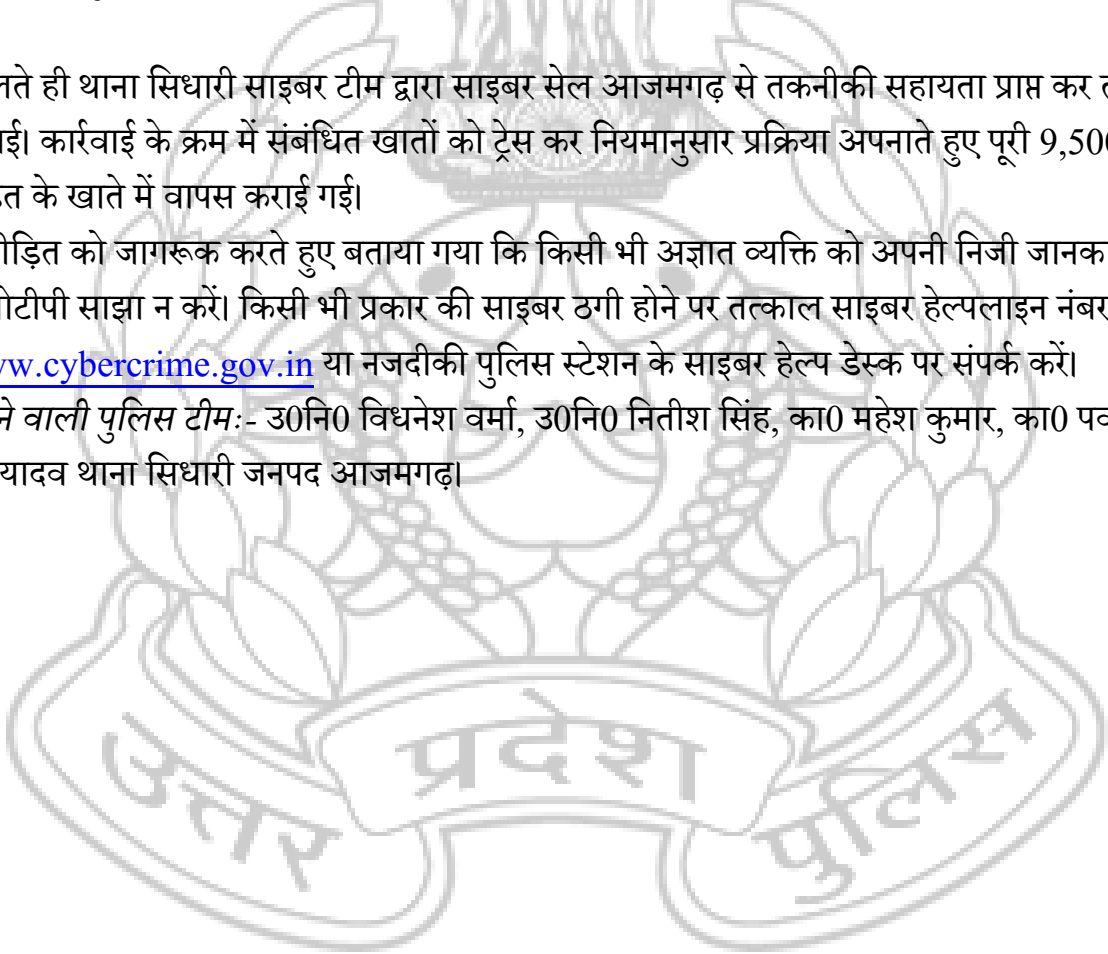 लते ही थाना सिधारी साइबर टीम द्वारा साइबर सेल आजमगढ़ से तकनीकी सहायता प्राप्त कर त
ई। कार्रवाई के क्रम में संबंधित खातों को ट्रेस कर नियमानुसार प्रक्रिया अपनाते हुए पूरी 9,500
त के खाते में वापस कराई गई।
ीड़ित को जागरूक करते हुए बताया गया कि किसी भी अज्ञात व्यक्ति को अपनी निजी जानक
ोटीपी साझा न करें। किसी भी प्रकार की साइबर ठगी होने पर तत्काल साइबर हेल्पलाइन नंबर
w.cybercrime.gov.in या नजदीकी पुलिस स्टेशन के साइबर हेल्प डेस्क पर संपर्क करें।
ने वाली पुलिस टीमः- उ0नि0 विधनेश वर्मा, उ0नि0 नितीश सिंह, का0 महेश कुमार, का0 पव
यादव थाना सिधारी जनपद आजमगढ़।
उत्तर प्रदेश पुलिस